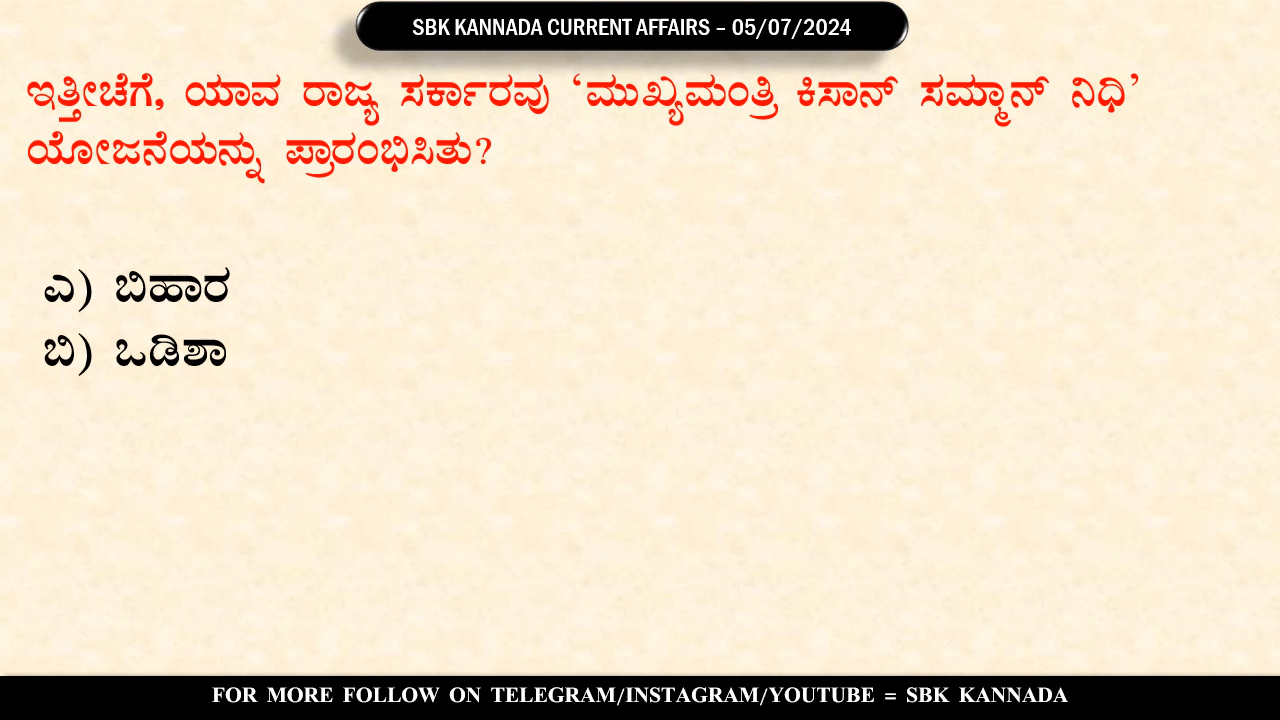 SBK KANNADA CURRENT AFFAIRS – 05/07/2024
ಇತ್ತೀಚೆಗೆ, ಯಾವ ರಾಜ್ಯ ಸರ್ಕಾರವು ‘ಮುಖ್ಯಮಂತ್ರಿ ಕಿಸಾನ್ ಸಮ್ಮಾನ್ ನಿಧಿ’
ಯೋಜನೆಯನ್ನು ಪ್ರಾರಂಭಿಸಿತು?
ಎ) ಬಿಹಾರ
ಬಿ) ಒಡಿಶಾ
FOR MORE FOLLOW ON TELEGRAM/INSTAGRAM/YOUTUBE = SBK KANNADA